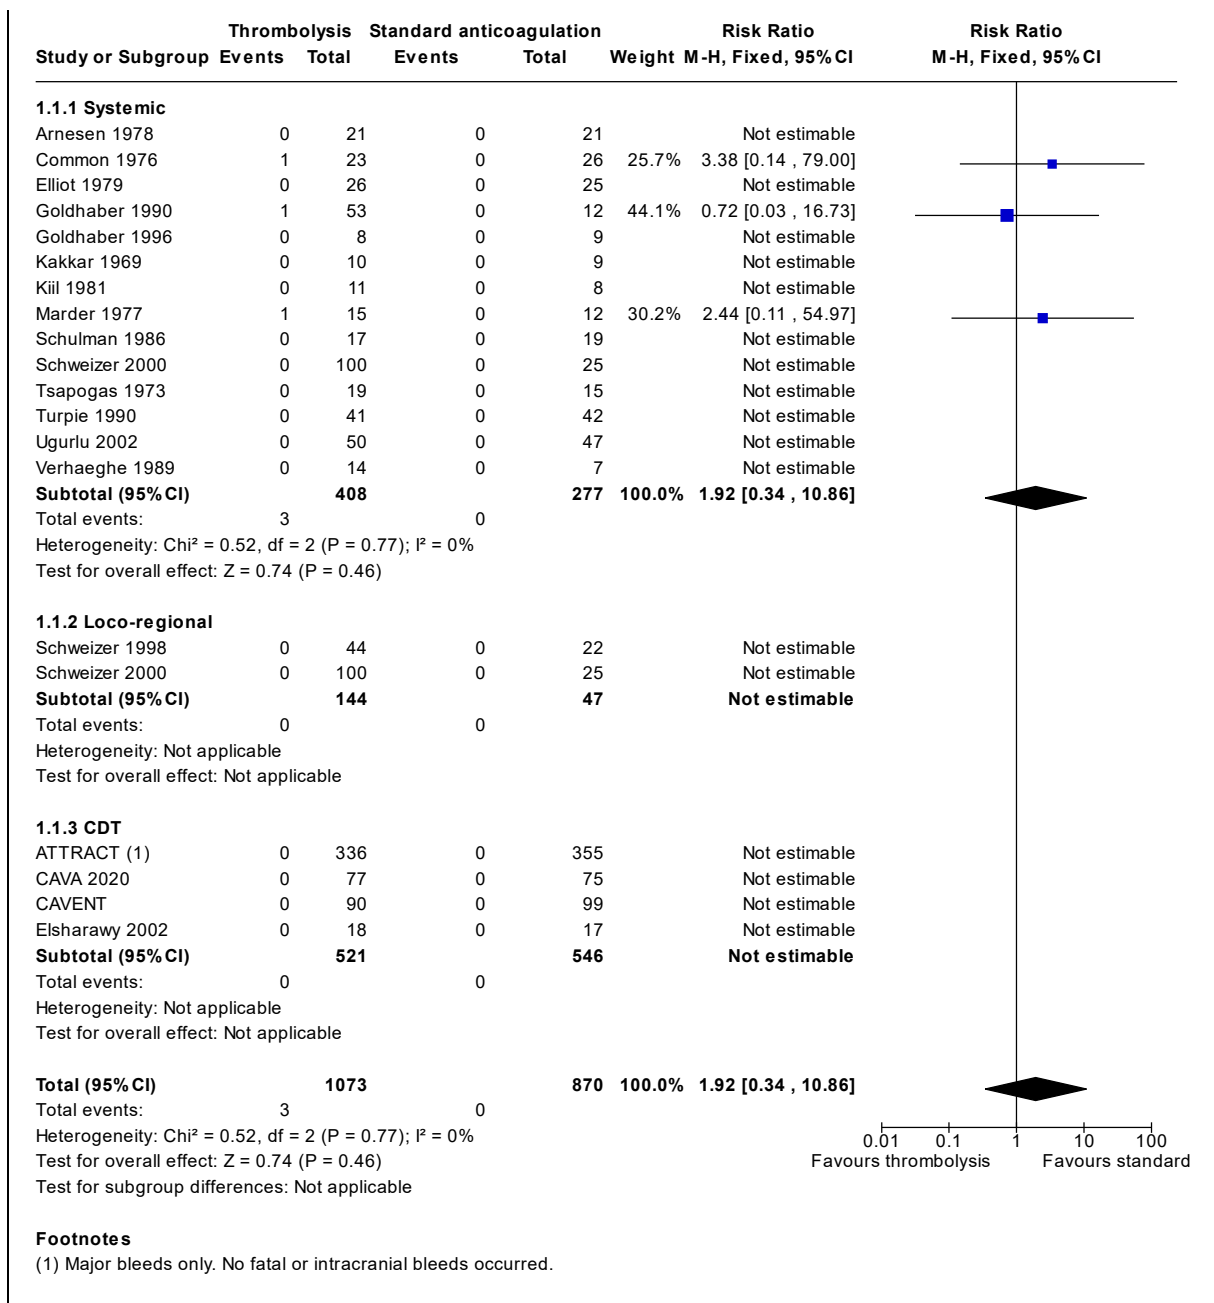 Thrombolysis Standard anticoagulation Risk Ratio Risk Ratio
Study or Subgroup Events Total Events Total Weight M-H, Fixed, 95% CI M-H, Fixed, 95% CI
1.1.1 Systemic
Arnesen 1978 0 21 0 21 Not estimable
Common 1976 1 23 0 26 25.7% 3.38 [0.14 , 79.00]
Elliot 1979 0 26 0 25 Not estimable
Goldhaber 1990 1 53 0 12 44.1% 0.72 [0.03 , 16.73]
Goldhaber 1996 0 8 0 9 Not estimable
Kakkar 1969 0 10 0 9 Not estimable
Kiil 1981 0 11 0 8 Not estimable
Marder 1977 1 15 0 12 30.2% 2.44 [0.11 , 54.97]
Schulman 1986 0 17 0 19 Not estimable
Schweizer 2000 0 100 0 25 Not estimable
Tsapogas 1973 0 19 0 15 Not estimable
Turpie 1990 0 41 0 42 Not estimable
Ugurlu 2002 0 50 0 47 Not estimable
Verhaeghe 1989 0 14 0 7 Not estimable
Subtotal (95% CI) 408 277 100.0% 1.92 [0.34 , 10.86]
Total events: 3 0
Heterogeneity: Chi² = 0.52, df = 2 (P = 0.77); I² = 0%
Test for overall effect: Z = 0.74 (P = 0.46)
1.1.2 Loco-regional
Schweizer 1998 0 44 0 22 Not estimable
Schweizer 2000 0 100 0 25 Not estimable
Subtotal (95% CI) 144 47 Not estimable
Total events: 0 0
Heterogeneity: Not applicable
Test for overall effect: Not applicable
1.1.3 CDT
ATTRACT (1) 0 336 0 355 Not estimable
CAVA 2020 0 77 0 75 Not estimable
CAVENT 0 90 0 99 Not estimable
Elsharawy 2002 0 18 0 17 Not estimable
Subtotal (95% CI) 521 546 Not estimable
Total events: 0 0
Heterogeneity: Not applicable
Test for overall effect: Not applicable
Total (95% CI) 1073 870 100.0% 1.92 [0.34 , 10.86]
Total events: 3 0
Heterogeneity: Chi² = 0.52, df = 2 (P = 0.77); I² = 0%
Test for overall effect: Z = 0.74 (P = 0.46)
Test for subgroup differences: Not applicable
0.01 0.1 1 10 100
Favours thrombolysis Favours standard
Footnotes
(1) Major bleeds only. No fatal or intracranial bleeds occurred.